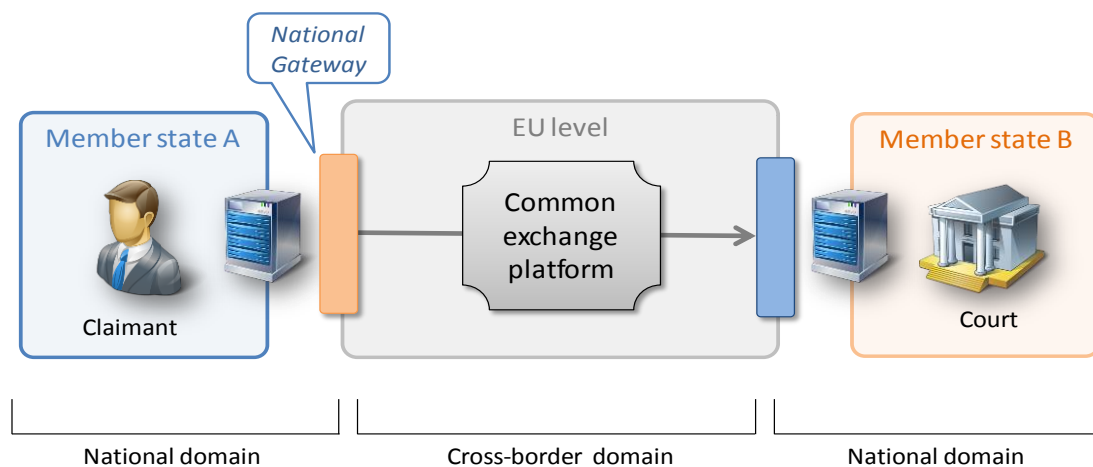 National
Gateway
Member state A
EU level
Member state B
Common
exchange
platform
Claimant
Court
National domain
Cross-border domain
National domain